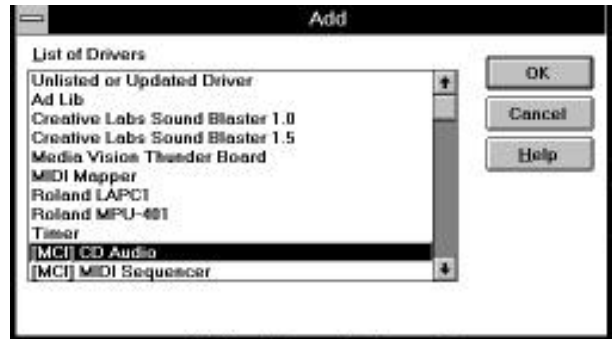 Add
List of Drivers
Unlisted or Updated Driver
Ad Lib
Creative Labs Sound Blaster 1.0
Creative Labs Sound Blaster 1.5
Media Vision Thunder Board
MIDI Mapper
Roland LAPC1
Roland MPU-401
Timer
[MCI] CD Audio
[MCI] MIDI Sequencer
OK
Cancel
Help